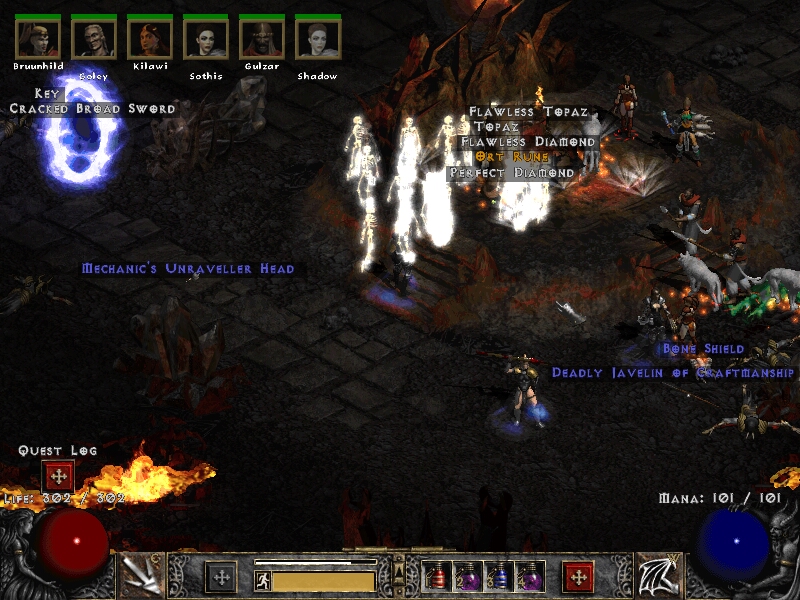 Bruunhild
Coley
Kilawi
Sothis
Gulzar
Shadow
Key
Cracked Broad Sword
Flawless Topaz
Topaz
Flawless Diamond
Ort Rune
Perfect Diamond
Mechanic's Unraveller Head
Bone Shield
Deadly Javelin of Craftmanship
Quest Log
Life: 302 / 302
Mana: 101 / 101